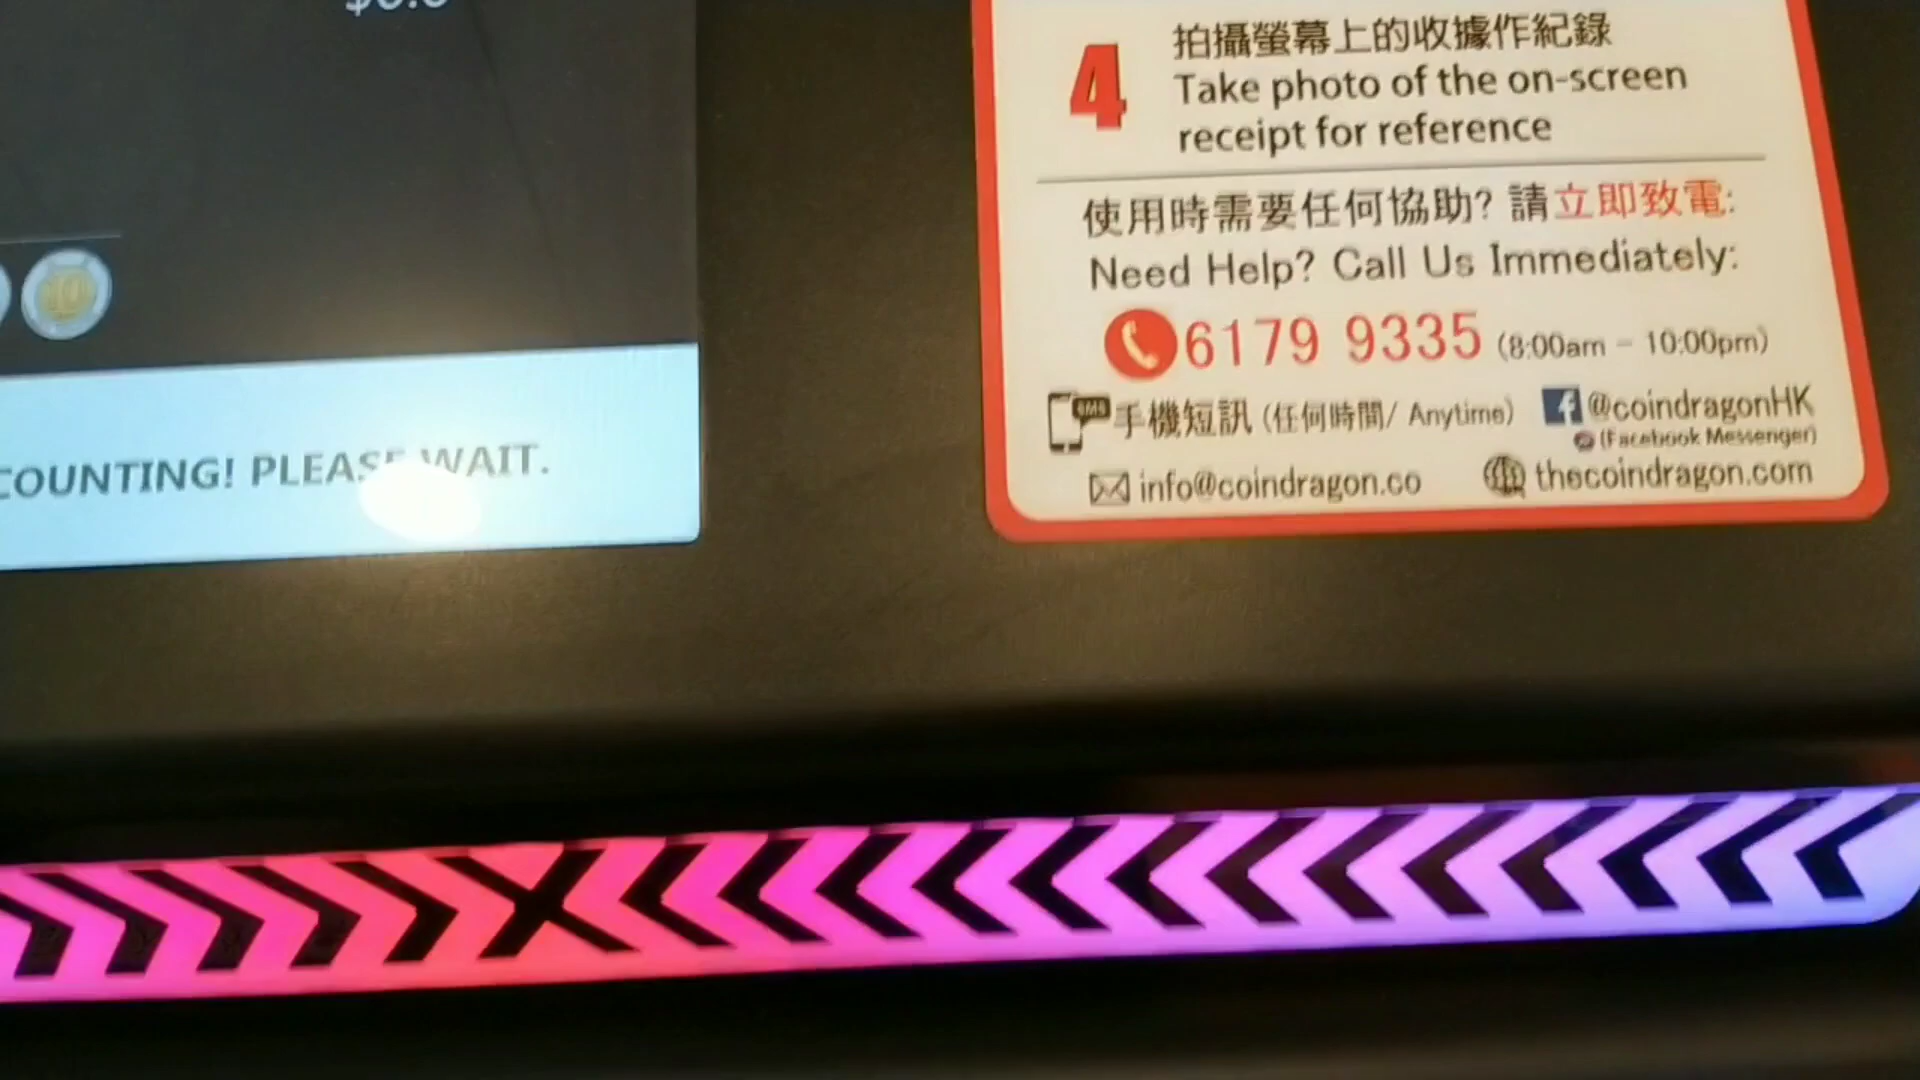 COUNTING! PLEASE WAIT.
4
拍攝螢幕上的收據作紀錄
Take photo of the on-screen
receipt for reference
使用時需要任何協助? 請立即致電:
Need Help? Call Us Immediately:
6179 9335 (8:00am - 10:00pm)
SMS 手機短訊 (任何時間/ Anytime)
@coindragonHK
(Facebook Messenger)
info@coindragon.co
thecoindragon.com
10